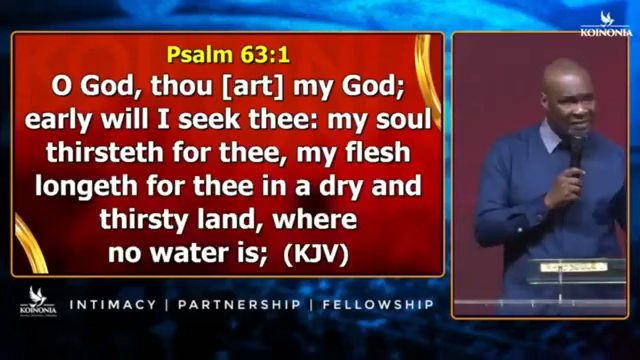 Psalm 63:1
O God, thou [art] my God;
early will I seek thee: my soul
thirsteth for thee, my flesh
longeth for thee in a dry and
thirsty land, where
no water is; (KJV)
KOINONIA
KOINONIA
INTIMACY | PARTNERSHIP | FELLOWSHIP